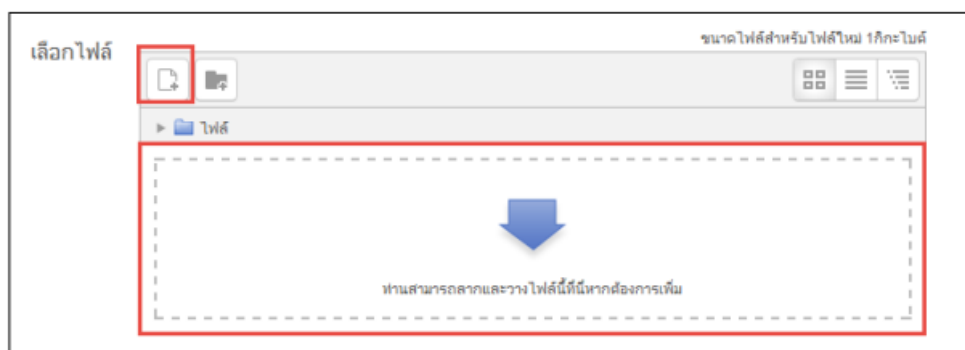 ขนาดไฟล์สำหรับไฟล์ใหม่ 1กิกะไบต์
เลือกไฟล์
ไฟล์
ท่านสามารถลากและวางไฟล์นี้ที่นี่หากต้องการเพิ่ม